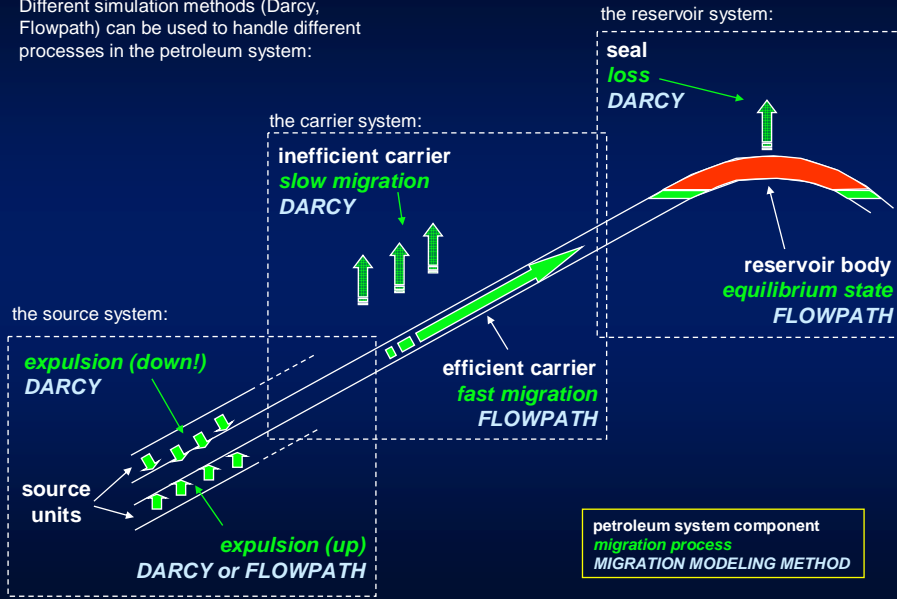 Different simulation methods (Darcy,
Flowpath) can be used to handle different
processes in the petroleum system:
the reservoir system:
seal
loss
DARCY
reservoir body
equilibrium state
FLOWPATH
the carrier system:
inefficient carrier
slow migration
DARCY
efficient carrier
fast migration
FLOWPATH
the source system:
expulsion (down!)
DARCY
source
units
expulsion (up)
DARCY or FLOWPATH
petroleum system component
migration process
MIGRATION MODELING METHOD